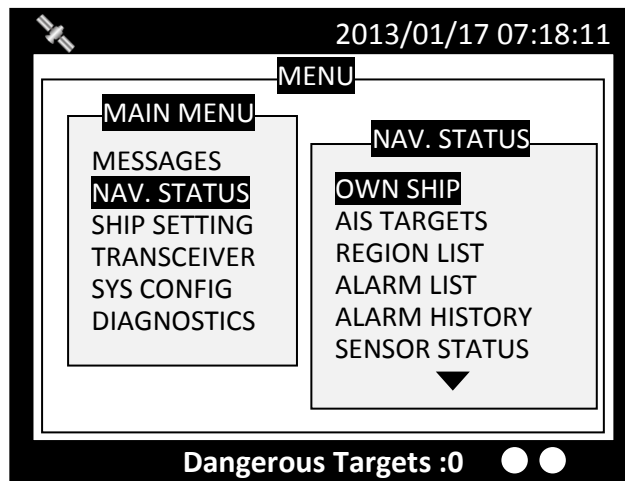 2013/01/17 07:18:11
MENU
MAIN MENU
MESSAGES
NAV. STATUS
SHIP SETTING
TRANSCEIVER
SYS CONFIG
DIAGNOSTICS
NAV. STATUS
OWN SHIP
AIS TARGETS
REGION LIST
ALARM LIST
ALARM HISTORY
SENSOR STATUS
Dangerous Targets :0